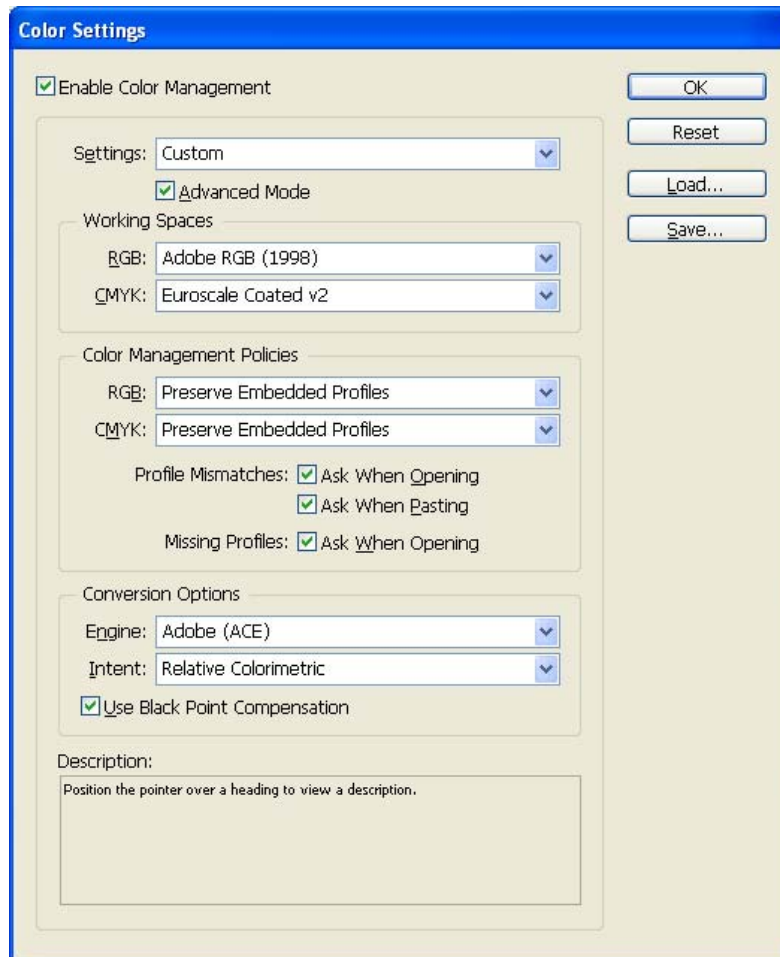 Color Settings
Enable Color Management
OK
Reset
Load...
Save...
Settings: Custom
Advanced Mode
Working Spaces
RGB: Adobe RGB (1998)
CMYK: Euroscale Coated v2
Color Management Policies
RGB: Preserve Embedded Profiles
CMYK: Preserve Embedded Profiles
Profile Mismatches: Ask When Opening
Ask When Pasting
Missing Profiles: Ask When Opening
Conversion Options
Engine: Adobe (ACE)
Intent: Relative Colorimetric
Use Black Point Compensation
Description:
Position the pointer over a heading to view a description.